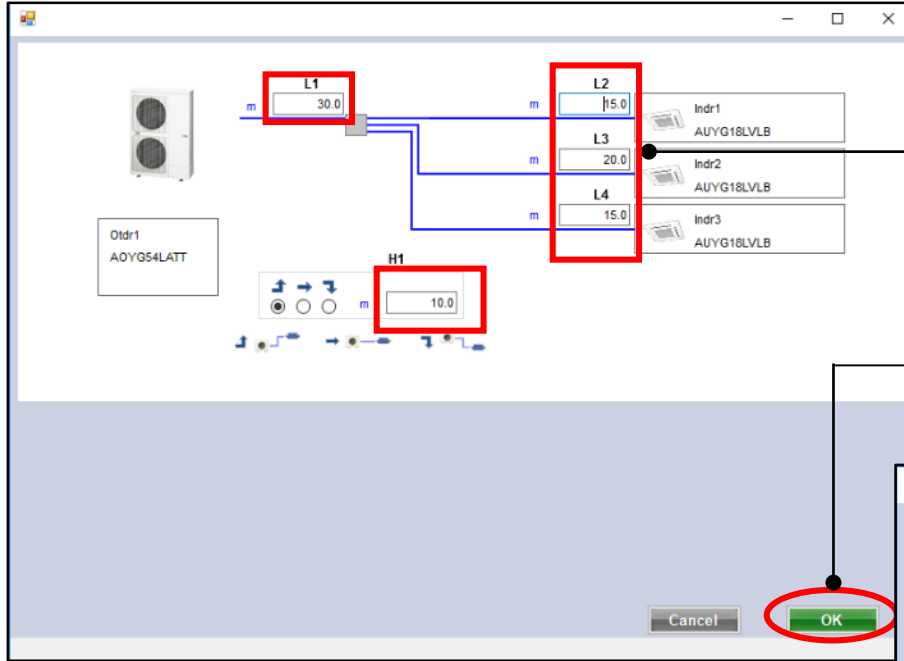 L1
m 30.0
L2
m 15.0
Indr1
AUYG18LVLB
L3
m 20.0
Indr2
AUYG18LVLB
L4
m 15.0
Indr3
AUYG18LVLB
Otdr1
AOYG54LATT
H1
m 10.0
Cancel
OK